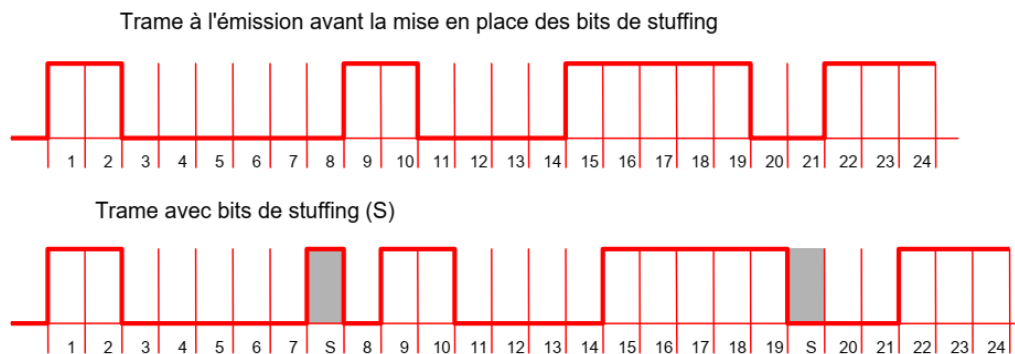 Trame à l'émission avant la mise en place des bits de stuffing
1 2 3 4 5 6 7 8 9 10 11 12 13 14 15 16 17 18 19 20 21 22 23 24
Trame avec bits de stuffing (S)
1 2 3 4 5 6 7 S 8 9 10 11 12 13 14 15 16 17 18 19 S 20 21 22 23 24